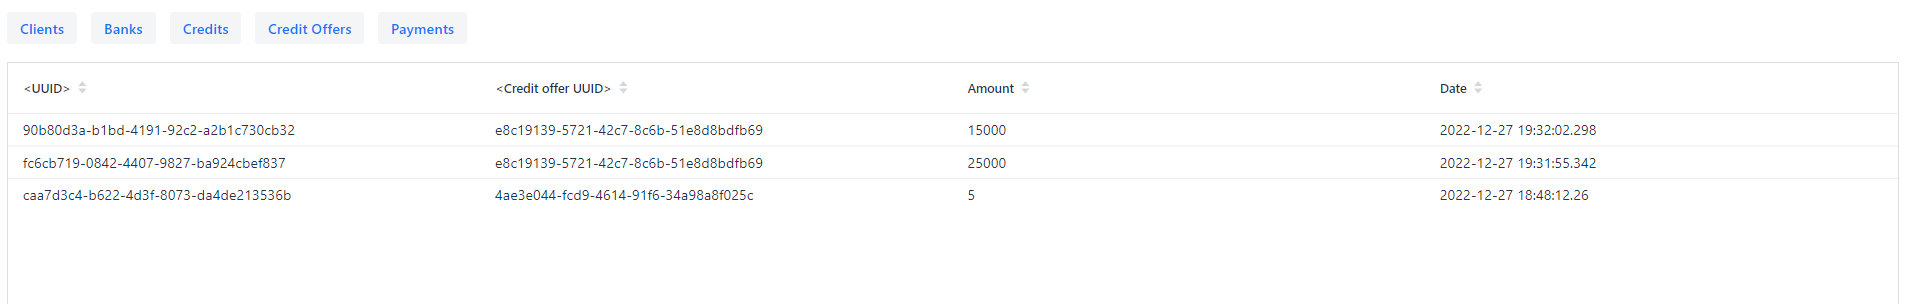 Clients Banks Credits Credit Offers Payments
<UUID> <Credit offer UUID> Amount Date
90b80d3a-b1bd-4191-92c2-a2b1c730cb32 e8c19139-5721-42c7-8c6b-51e8d8bdfb69 15000 2022-12-27 19:32:02.298
fc6cb719-0842-4407-9827-ba924cbef837 e8c19139-5721-42c7-8c6b-51e8d8bdfb69 25000 2022-12-27 19:31:55.342
caa7d3c4-b622-4d3f-8073-da4de213536b 4ae3e044-fcd9-4614-91f6-34a98a8f025c 5 2022-12-27 18:48:12.26